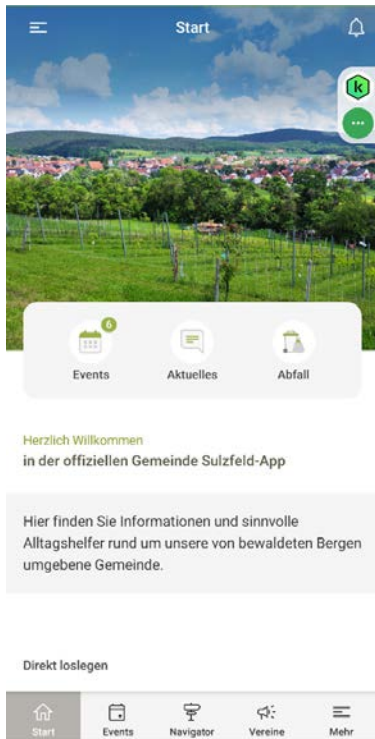 Start
k
6
Events
Aktuelles
Abfall
Herzlich Willkommen
in der offiziellen Gemeinde Sulzfeld-App
Hier finden Sie Informationen und sinnvolle
Alltagshelfer rund um unsere von bewaldeten Bergen
umgebene Gemeinde.
Direkt loslegen
Start
Events
Navigator
Vereine
Mehr